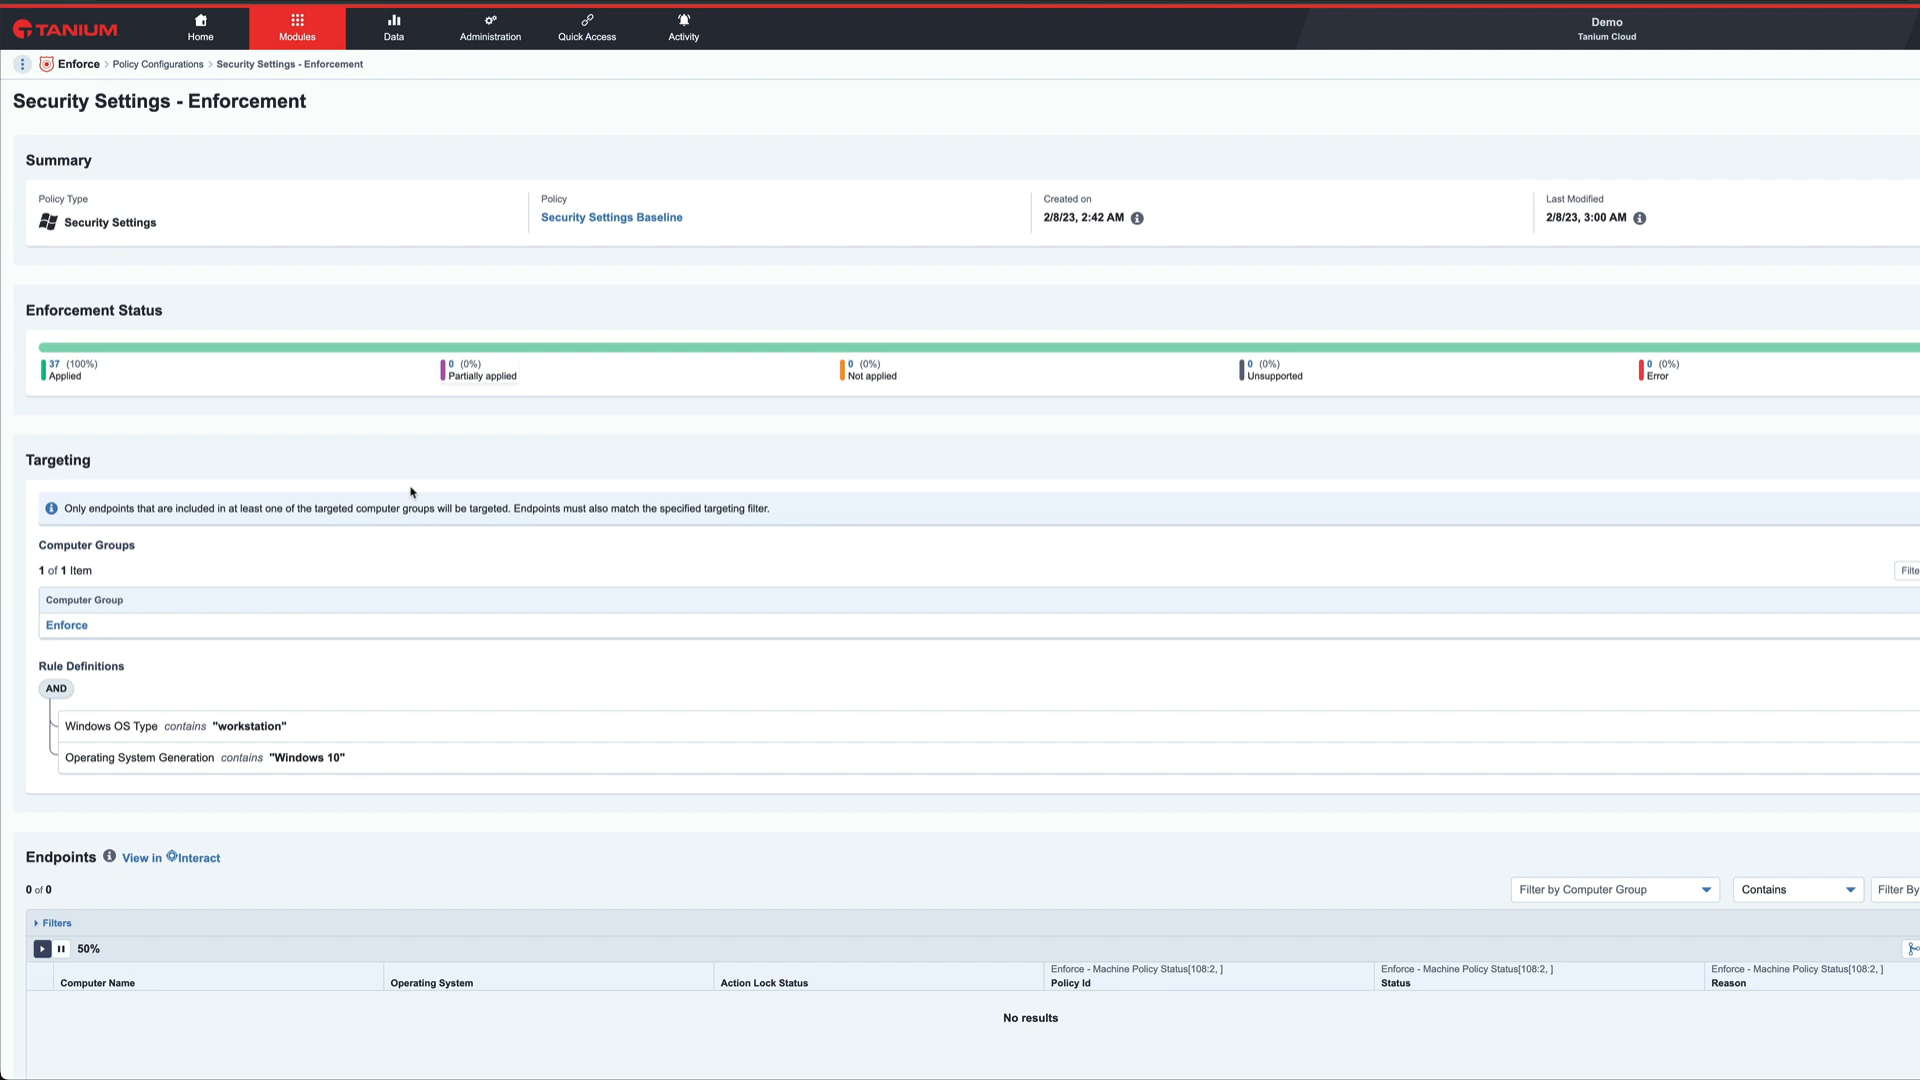 TANIUM
Home
Modules
Data
Administration
Quick Access
Activity
Demo
Tanium Cloud
Enforce > Policy Configurations > Security Settings - Enforcement
Security Settings - Enforcement
Summary
Policy Type
Security Settings
Policy
Security Settings Baseline
Created on
2/8/23, 2:42 AM
Last Modified
2/8/23, 3:00 AM
Enforcement Status
37 (100%)
Applied
0 (0%)
Partially applied
0 (0%)
Not applied
0 (0%)
Unsupported
0 (0%)
Error
Targeting
Only endpoints that are included in at least one of the targeted computer groups will be targeted. Endpoints must also match the specified targeting filter.
Computer Groups
1 of 1 Item
Filte
Computer Group
Enforce
Rule Definitions
AND
Windows OS Type contains "workstation"
Operating System Generation contains "Windows 10"
Endpoints View in Interact
0 of 0
Filter by Computer Group
Contains
Filter By
Filters
50%
Computer Name
Operating System
Action Lock Status
Enforce - Machine Policy Status[108:2, ]
Policy Id
Enforce - Machine Policy Status[108:2, ]
Status
Enforce - Machine Policy Status[108:2, ]
Reason
No results